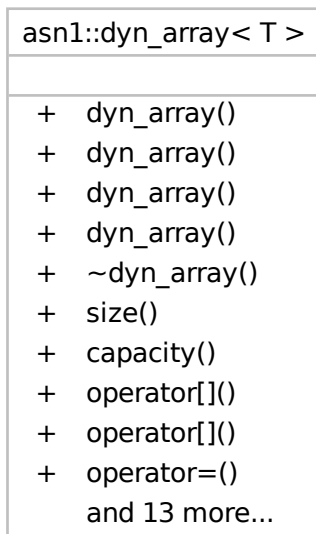 asn1::dyn_array< T >
+ dyn_array()
+ dyn_array()
+ dyn_array()
+ dyn_array()
+ ~dyn_array()
+ size()
+ capacity()
+ operator[]()
+ operator[]()
+ operator=()
and 13 more...